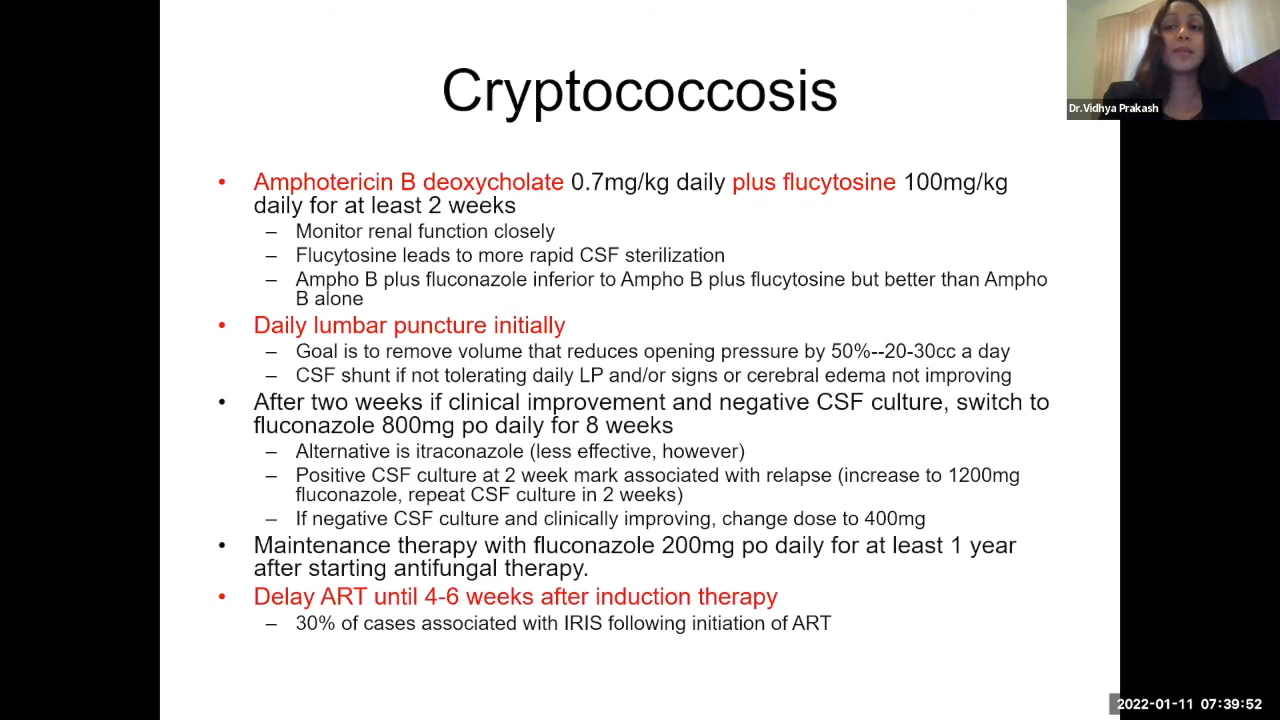 Cryptococcosis
Dr.Vidhya Prakash
• Amphotericin B deoxycholate 0.7mg/kg daily plus flucytosine 100mg/kg
daily for at least 2 weeks
– Monitor renal function closely
– Flucytosine leads to more rapid CSF sterilization
– Ampho B plus fluconazole inferior to Ampho B plus flucytosine but better than Ampho
B alone
• Daily lumbar puncture initially
– Goal is to remove volume that reduces opening pressure by 50%--20-30cc a day
– CSF shunt if not tolerating daily LP and/or signs or cerebral edema not improving
• After two weeks if clinical improvement and negative CSF culture, switch to
fluconazole 800mg po daily for 8 weeks
– Alternative is itraconazole (less effective, however)
– Positive CSF culture at 2 week mark associated with relapse (increase to 1200mg
fluconazole, repeat CSF culture in 2 weeks)
– If negative CSF culture and clinically improving, change dose to 400mg
• Maintenance therapy with fluconazole 200mg po daily for at least 1 year
after starting antifungal therapy.
• Delay ART until 4-6 weeks after induction therapy
– 30% of cases associated with IRIS following initiation of ART
2022-01-11 07:39:52